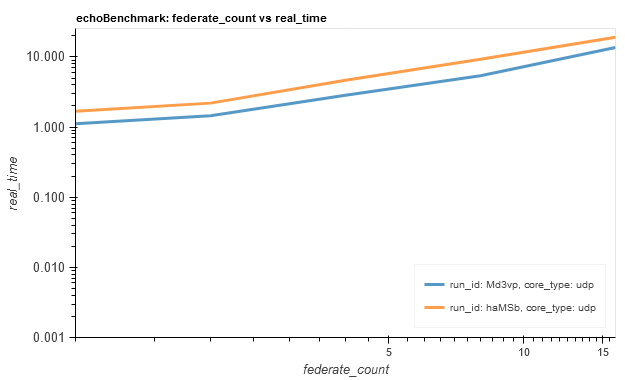 echoBenchmark: federate_count vs real_time
10.000
1.000
0.100
0.010
0.001
real_time
run_id: Md3vp, core_type: udp
run_id: haMSb, core_type: udp
5
10
15
federate_count